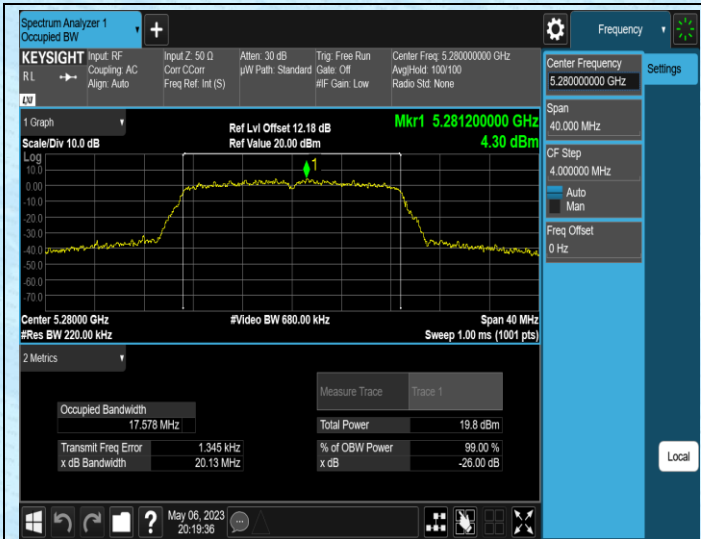 Spectrum Analyzer 1
Occupied BW
Frequency
KEYSIGHT
R L
LXI
Input: RF
Coupling: AC
Align: Auto
Input Z: 50 Ω
Corr CCorr
Freq Ref: Int (S)
Atten: 30 dB
µW Path: Standard
Trig: Free Run
Gate: Off
#IF Gain: Low
Center Freq: 5.280000000 GHz
Avg|Hold: 100/100
Radio Std: None
Center Frequency
5.280000000 GHz
Settings
Span
40.000 MHz
CF Step
4.000000 MHz
Auto
Man
Freq Offset
0 Hz
1 Graph
Scale/Div 10.0 dB
Ref Lvl Offset 12.18 dB
Ref Value 20.00 dBm
Mkr1 5.281200000 GHz
4.30 dBm
Log
10.0
0.00
-10.0
-20.0
-30.0
-40.0
-50.0
-60.0
-70.0
1
Center 5.28000 GHz
#Res BW 220.00 kHz
#Video BW 680.00 kHz
Span 40 MHz
Sweep 1.00 ms (1001 pts)
2 Metrics
Measure Trace
Trace 1
Occupied Bandwidth
17.578 MHz
Total Power
19.8 dBm
Transmit Freq Error
1.345 kHz
% of OBW Power
99.00 %
x dB Bandwidth
20.13 MHz
x dB
-26.00 dB
Local
?
May 06, 2023
20:19:36